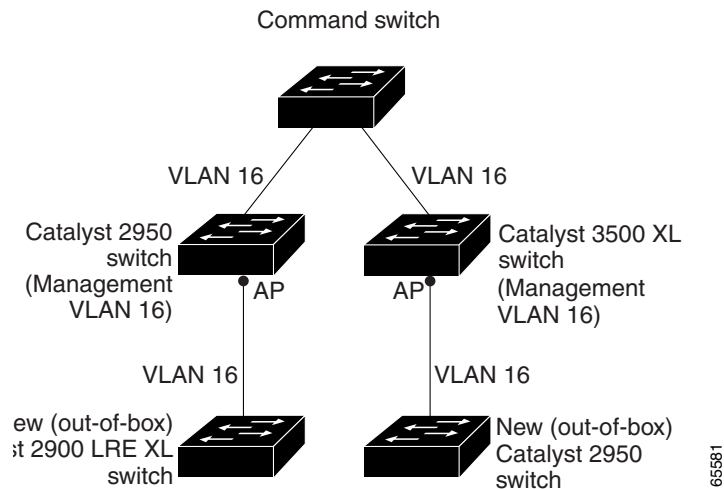 Command switch
VLAN 16
VLAN 16
Catalyst 2950
switch
(Management
VLAN 16)
AP
AP
Catalyst 3500 XL
switch
(Management
VLAN 16)
VLAN 16
VLAN 16
ew (out-of-box)
st 2900 LRE XL
switch
New (out-of-box)
Catalyst 2950
switch
65581